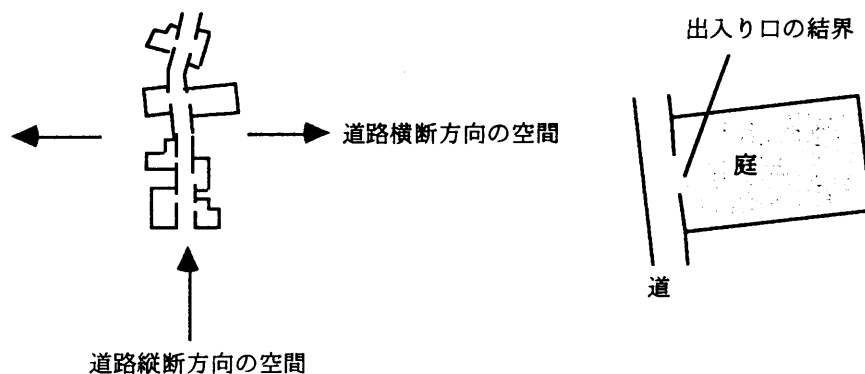 出入り口の結界
道路横断方向の空間
庭
道
道路縦断方向の空間